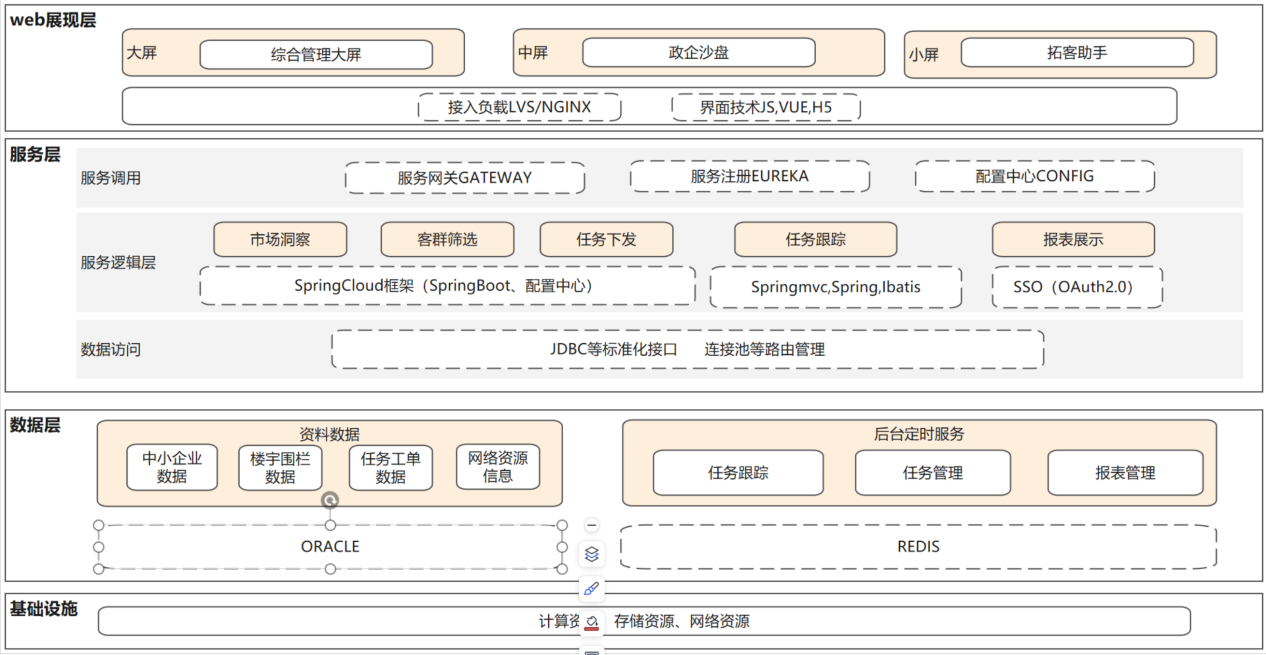 web展现层
大屏
综合管理大屏
中屏
政企沙盘
小屏
拓客助手
接入负载LVS/NGINX
界面技术JS,VUE,H5
服务层
服务调用
服务网关GATEWAY
服务注册EUREKA
配置中心CONFIG
服务逻辑层
市场洞察
客群筛选
任务下发
任务跟踪
报表展示
SpringCloud框架（SpringBoot、配置中心）
Springmvc,Spring,Ibatis
SSO（OAuth2.0）
数据访问
JDBC等标准化接口 连接池等路由管理
数据层
资料数据
中小企业
数据
楼宇围栏
数据
任务工单
数据
网络资源
信息
ORACLE
后台定时服务
任务跟踪
任务管理
报表管理
REDIS
基础设施
计算资 存储资源、网络资源